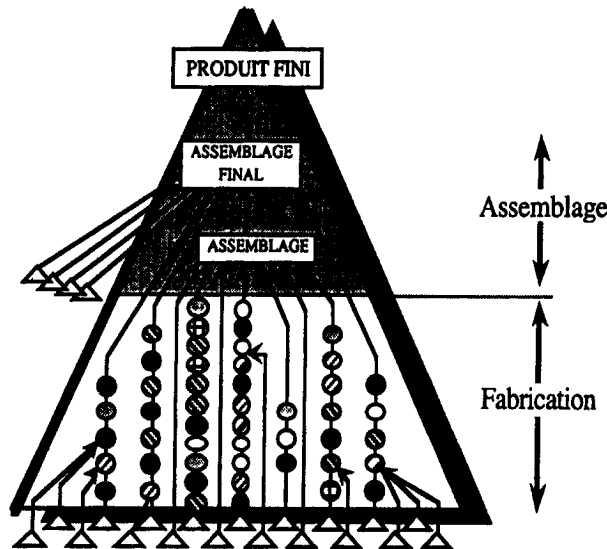 PRODUIT FINI
ASSEMBLAGE
FINAL
Assemblage
ASSEMBLAGE
Fabrication